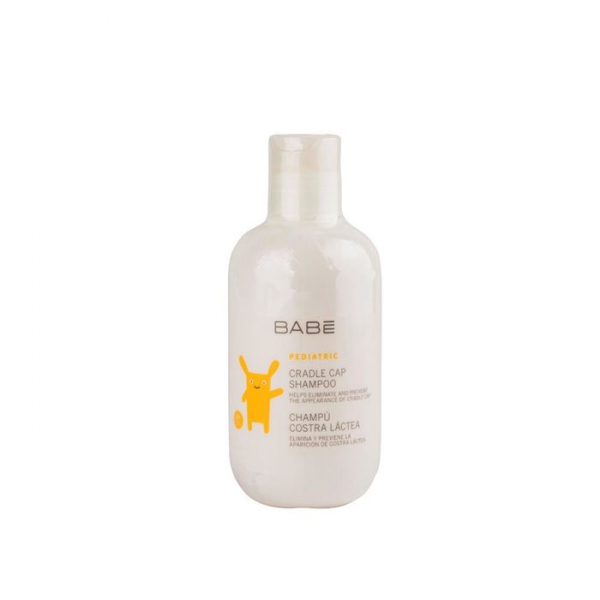 BABĒ
PEDIATRIC
CRADLE CAP
SHAMPOO
HELPS ELIMINATE AND PREVENT
THE APPEARANCE OF CRADLE CAP
CHAMPÚ
COSTRA LÁCTEA
ELIMINA Y PREVIENE LA
APARICIÓN DE COSTRA LÁCTEA